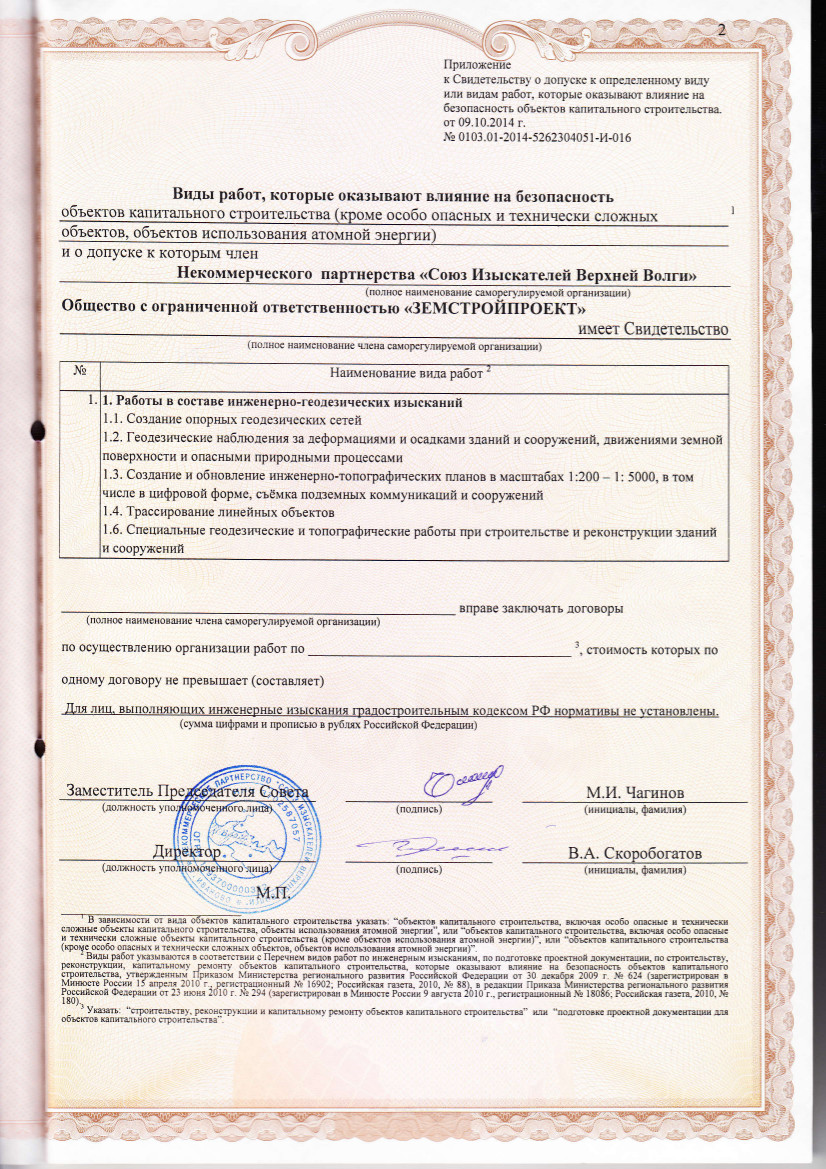 2
Приложение
к Свидетельству о допуске к определенному виду
или видам работ, которые оказывают влияние на
безопасность объектов капитального строительства.
от 09.10.2014 г.
№ 0103.01-2014-5262304051-И-016
Виды работ, которые оказывают влияние на безопасность
объектов капитального строительства (кроме особо опасных и технически сложных 1
объектов, объектов использования атомной энергии)
и о допуске к которым член
Некоммерческого партнерства «Союз Изыскателей Верхней Волги»
(полное наименование саморегулируемой организации)
Общество с ограниченной ответственностью «ЗЕМСТРОЙПРОЕКТ»
имеет Свидетельство
(полное наименование члена саморегулируемой организации)
№ Наименование вида работ 2
1. 1. Работы в составе инженерно-геодезических изысканий
1.1. Создание опорных геодезических сетей
1.2. Геодезические наблюдения за деформациями и осадками зданий и сооружений, движениями земной
поверхности и опасными природными процессами
1.3. Создание и обновление инженерно-топографических планов в масштабах 1:200 – 1: 5000, в том
числе в цифровой форме, съёмка подземных коммуникаций и сооружений
1.4. Трассирование линейных объектов
1.6. Специальные геодезические и топографические работы при строительстве и реконструкции зданий
и сооружений
вправе заключать договоры
(полное наименование члена саморегулируемой организации)
по осуществлению организации работ по 3, стоимость которых по
одному договору не превышает (составляет)
Для лиц, выполняющих инженерные изыскания градостроительным кодексом РФ нормативы не установлены.
(сумма цифрами и прописью в рублях Российской Федерации)
Заместитель Председателя Совета М.И. Чагинов
(должность уполномоченного лица) (подпись) (инициалы, фамилия)
Директор В.А. Скоробогатов
(должность уполномоченного лица) (подпись) (инициалы, фамилия)
М.П.
1 В зависимости от вида объектов капитального строительства указать: “объектов капитального строительства, включая особо опасные и технически
сложные объекты капитального строительства, объекты использования атомной энергии”, или “объектов капитального строительства, включая особо опасные
и технически сложные объекты капитального строительства (кроме объектов использования атомной энергии)”, или “объектов капитального строительства
(кроме особо опасных и технически сложных объектов, объектов использования атомной энергии)”.
2 Виды работ указываются в соответствии с Перечнем видов работ по инженерным изысканиям, по подготовке проектной документации, по строительству,
реконструкции, капитальному ремонту объектов капитального строительства, которые оказывают влияние на безопасность объектов капитального
строительства, утвержденным Приказом Министерства регионального развития Российской Федерации от 30 декабря 2009 г. № 624 (зарегистрирован в
Минюсте России 15 апреля 2010 г., регистрационный № 16902; Российская газета, 2010, № 88), в редакции Приказа Министерства регионального развития
Российской Федерации от 23 июня 2010 г. № 294 (зарегистрирован в Минюсте России 9 августа 2010 г., регистрационный № 18086; Российская газета, 2010, №
180).
3 Указать: “строительству, реконструкции и капитальному ремонту объектов капитального строительства” или “подготовке проектной документации для
объектов капитального строительства”.